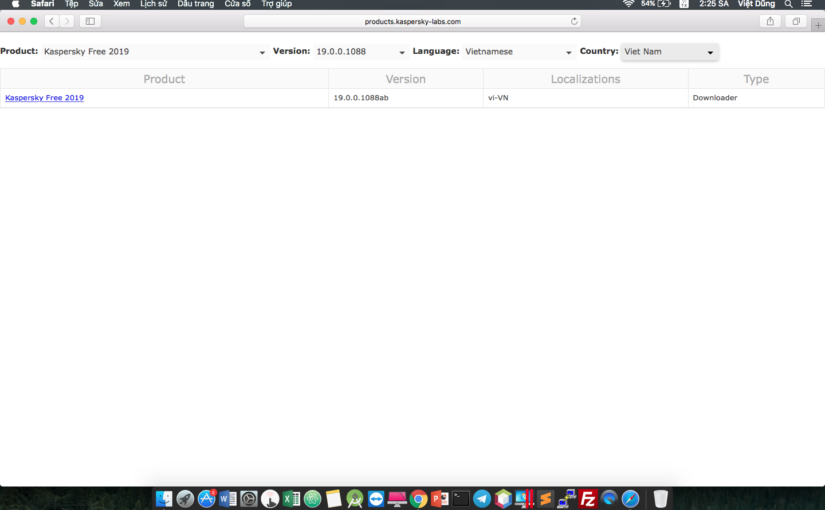 Safari Tệp Sửa Xem Lịch sử Dấu trang Cửa sổ Trợ giúp 54% 2:25 SA Việt Dũng
products.kaspersky-labs.com
Product: Kaspersky Free 2019 Version: 19.0.0.1088 Language: Vietnamese Country: Viet Nam
Product Version Localizations Type
Kaspersky Free 2019 19.0.0.1088ab vi-VN Downloader